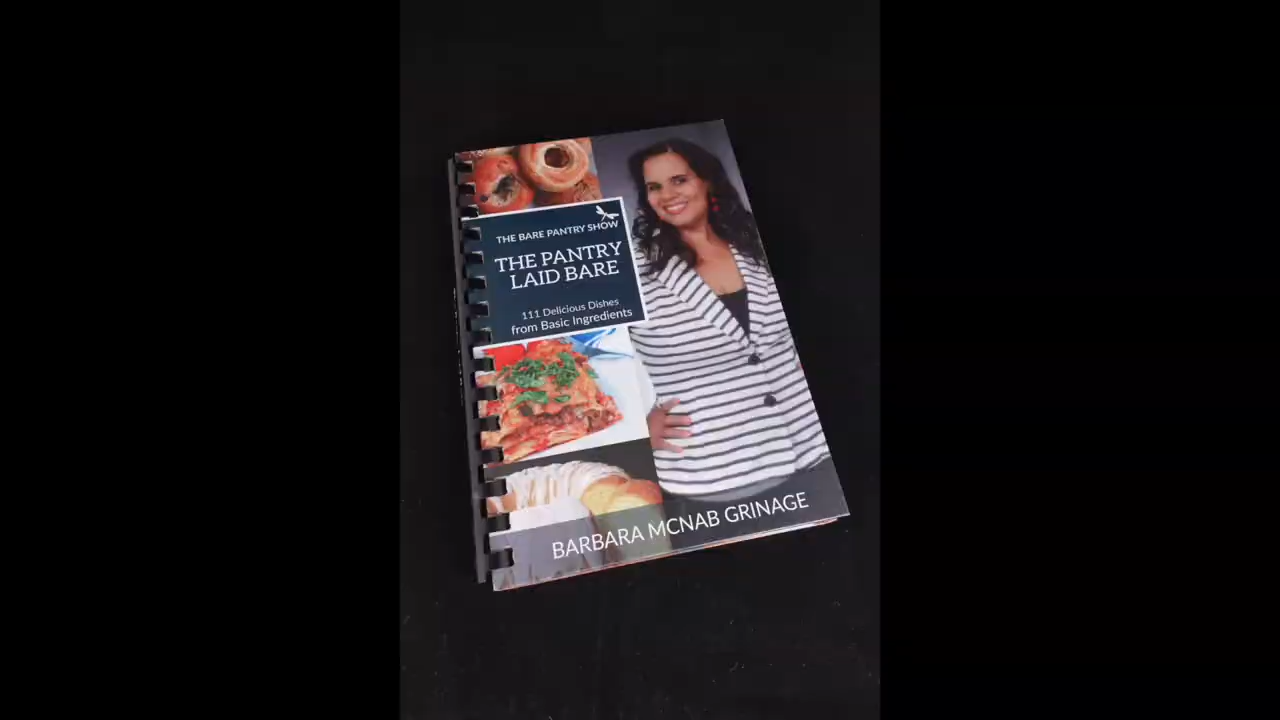 THE BARE PANTRY SHOW
THE PANTRY
LAID BARE
111 Delicious Dishes
from Basic Ingredients
BARBARA MCNAB GRINAGE